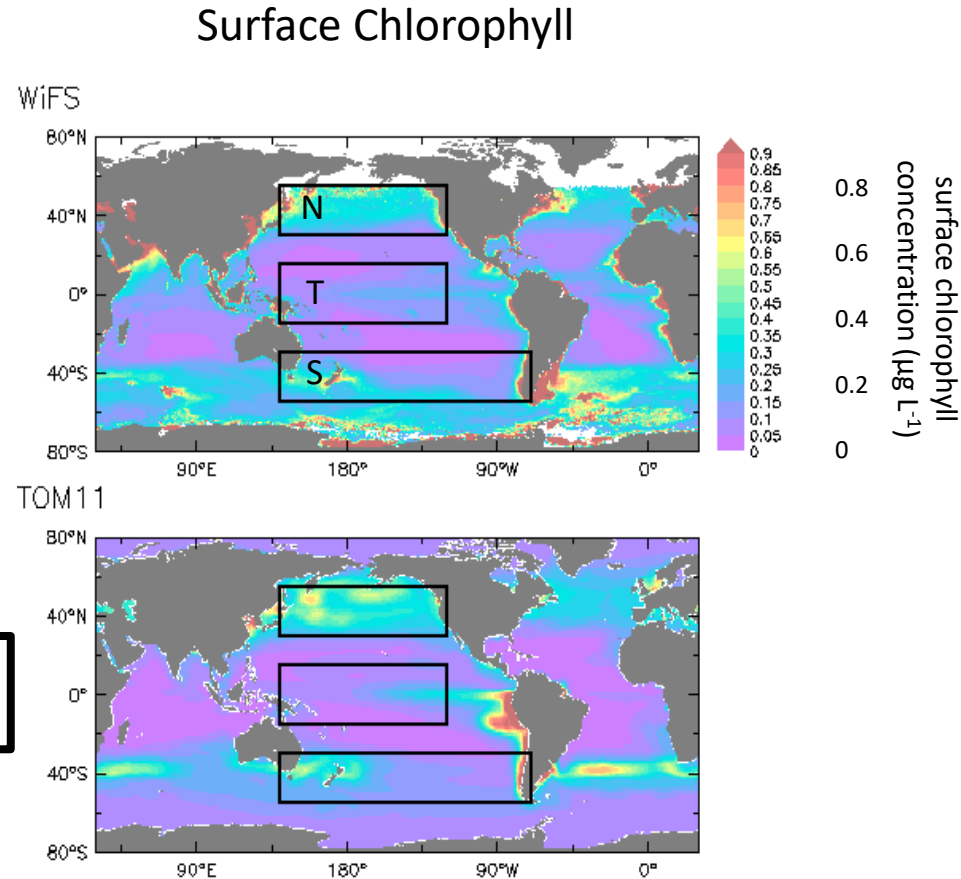 Surface Chlorophyll
WiFS
80°N
40°N
0°
40°S
80°S
90°E
180°
90°W
0°
N
T
S
0.9
0.85
0.8
0.75
0.7
0.65
0.6
0.55
0.5
0.45
0.4
0.35
0.3
0.25
0.2
0.15
0.1
0.05
0
0.8
0.6
0.4
0.2
0
surface chlorophyll
concentration (µg L-1)
TOM11
80°N
40°N
0°
40°S
80°S
90°E
180°
90°W
0°